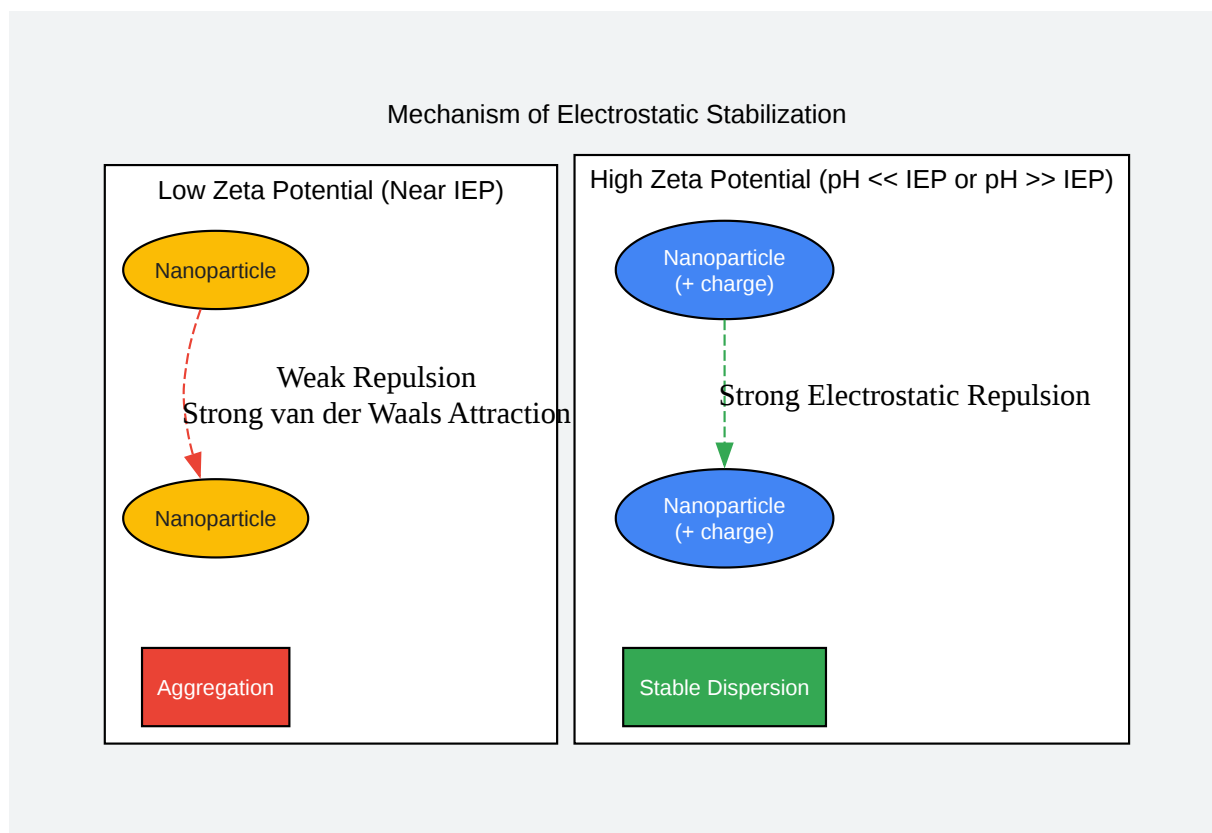 Mechanism of Electrostatic Stabilization
Low Zeta Potential (Near IEP)
Nanoparticle
Weak Repulsion
Strong van der Waals Attraction
Nanoparticle
Aggregation
High Zeta Potential (pH << IEP or pH >> IEP)
Nanoparticle
(+ charge)
Strong Electrostatic Repulsion
Nanoparticle
(+ charge)
Stable Dispersion